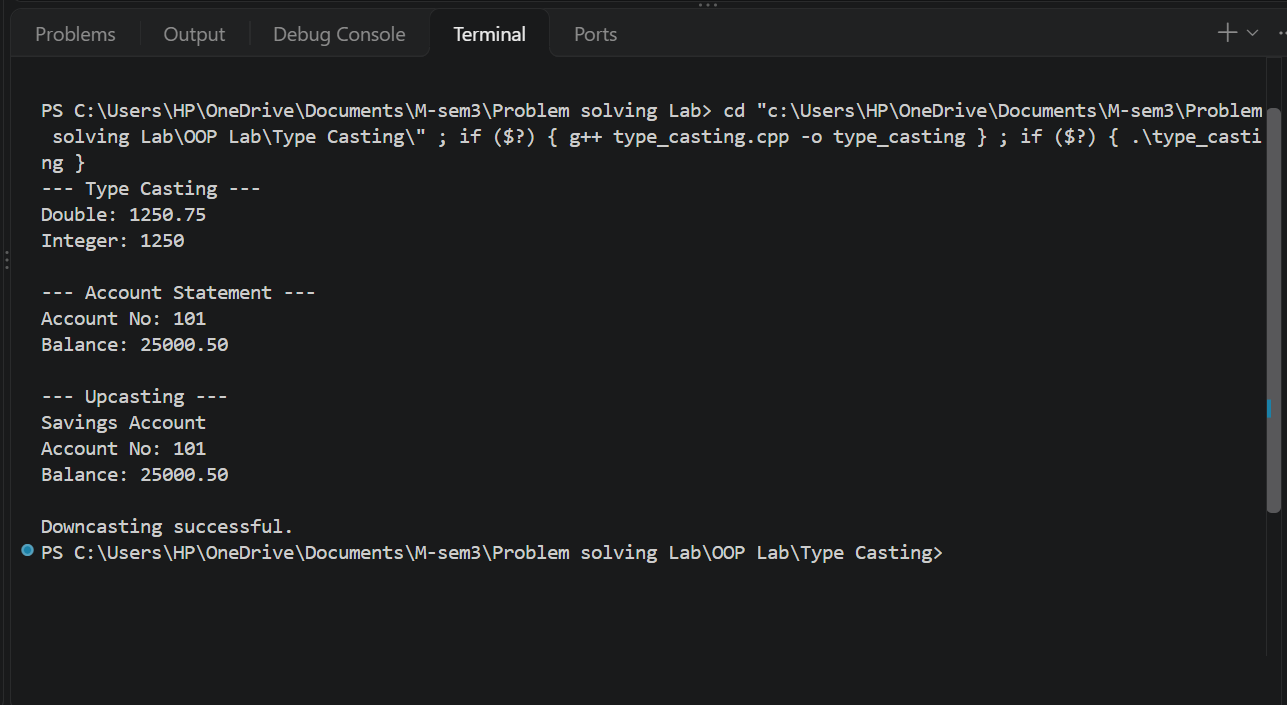 Problems Output Debug Console Terminal Ports
PS C:\Users\HP\OneDrive\Documents\M-sem3\Problem solving Lab> cd "c:\Users\HP\OneDrive\Documents\M-sem3\Problem
 solving Lab\OOP Lab\Type Casting\" ; if ($?) { g++ type_casting.cpp -o type_casting } ; if ($?) { .\type_casti
ng }
--- Type Casting ---
Double: 1250.75
Integer: 1250
--- Account Statement ---
Account No: 101
Balance: 25000.50
--- Upcasting ---
Savings Account
Account No: 101
Balance: 25000.50
Downcasting successful.
PS C:\Users\HP\OneDrive\Documents\M-sem3\Problem solving Lab\OOP Lab\Type Casting>